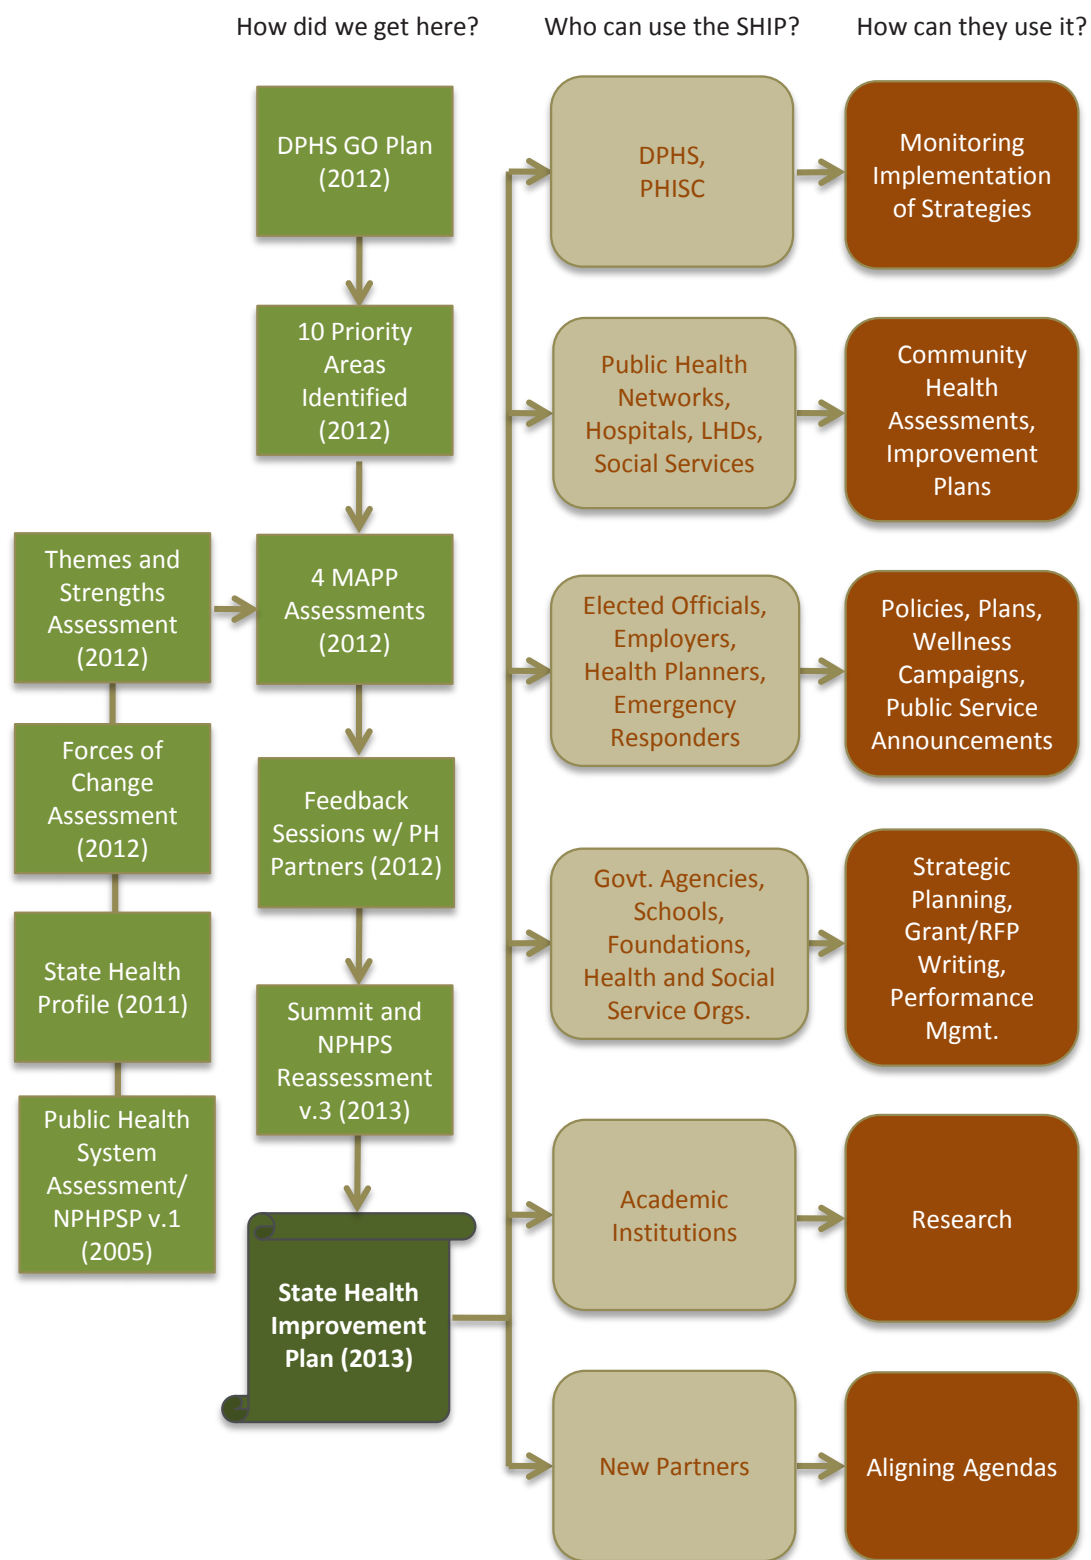 How did we get here?
Who can use the SHIP?
How can they use it?
DPHS GO Plan
(2012)
10 Priority
Areas
Identified
(2012)
4 MAPP
Assessments
(2012)
Feedback
Sessions w/ PH
Partners (2012)
Summit and
NPHPS
Reassessment
v.3 (2013)
State Health
Improvement
Plan (2013)
Themes and
Strengths
Assessment
(2012)
Forces of
Change
Assessment
(2012)
State Health
Profile (2011)
Public Health
System
Assessment/
NPHPSP v.1
(2005)
DPHS,
PHISC
Monitoring
Implementation
of Strategies
Public Health
Networks,
Hospitals, LHDs,
Social Services
Community
Health
Assessments,
Improvement
Plans
Elected Officials,
Employers,
Health Planners,
Emergency
Responders
Policies, Plans,
Wellness
Campaigns,
Public Service
Announcements
Govt. Agencies,
Schools,
Foundations,
Health and Social
Service Orgs.
Strategic
Planning,
Grant/RFP
Writing,
Performance
Mgmt.
Academic
Institutions
Research
New Partners
Aligning Agendas